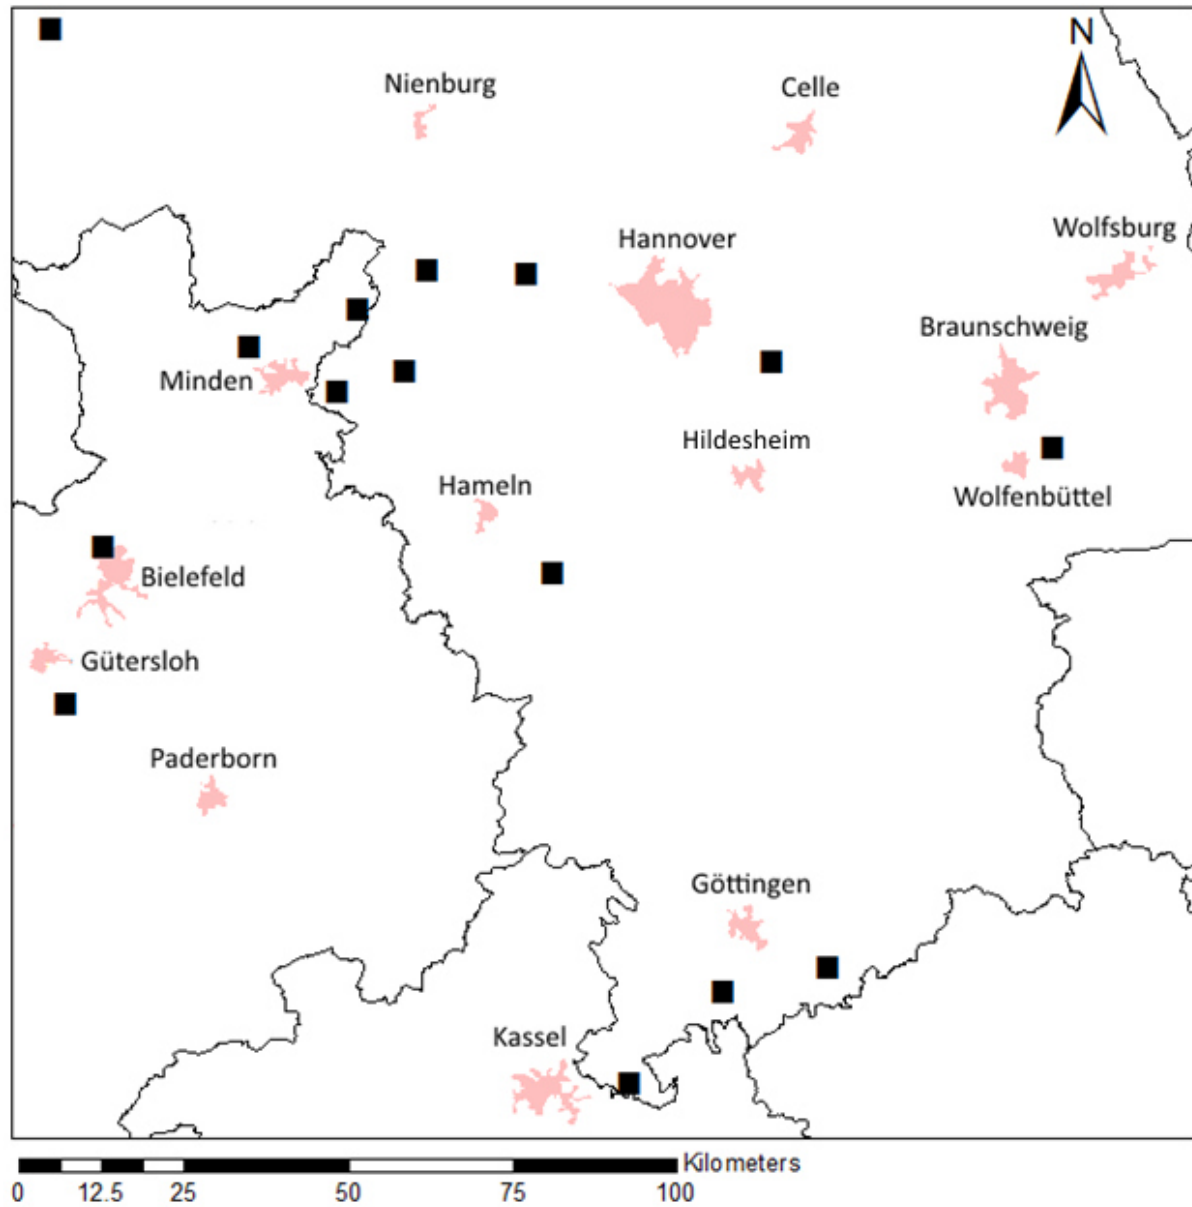 N
Nienburg
Celle
Wolfsburg
Hannover
Braunschweig
Minden
Hildesheim
Hameln
Wolfenbüttel
Bielefeld
Gütersloh
Paderborn
Göttingen
Kassel
Kilometers
0 12.5 25 50 75 100